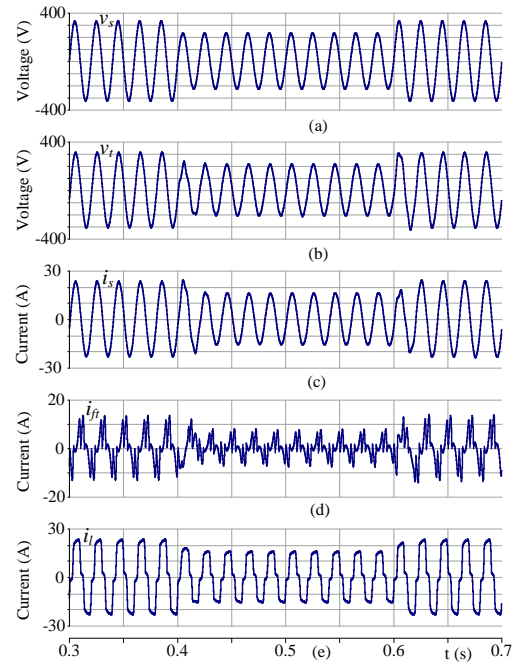 400
v_s
Voltage (V)
-400
(a)
400
v_t
Voltage (V)
-400
(b)
30
i_s
Current (A)
0
-30
(c)
20
i_ft
Current (A)
0
-20
(d)
30
i_l
Current (A)
0
-30
0.3 0.4 0.5 (e) 0.6 t (s) 0.7